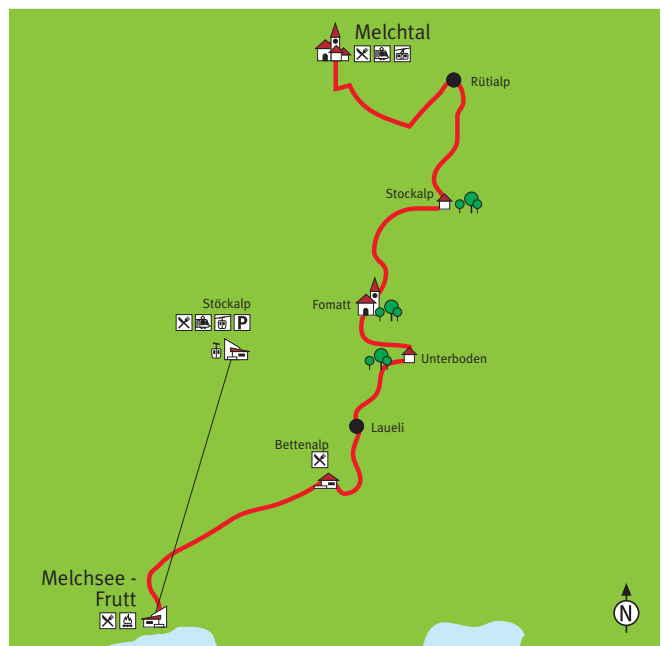 Melchtal
Rütialp
Stockalp
Stöckalp
P
Fomatt
Unterboden
Laueli
Bettenalp
Melchsee -
Frutt
N